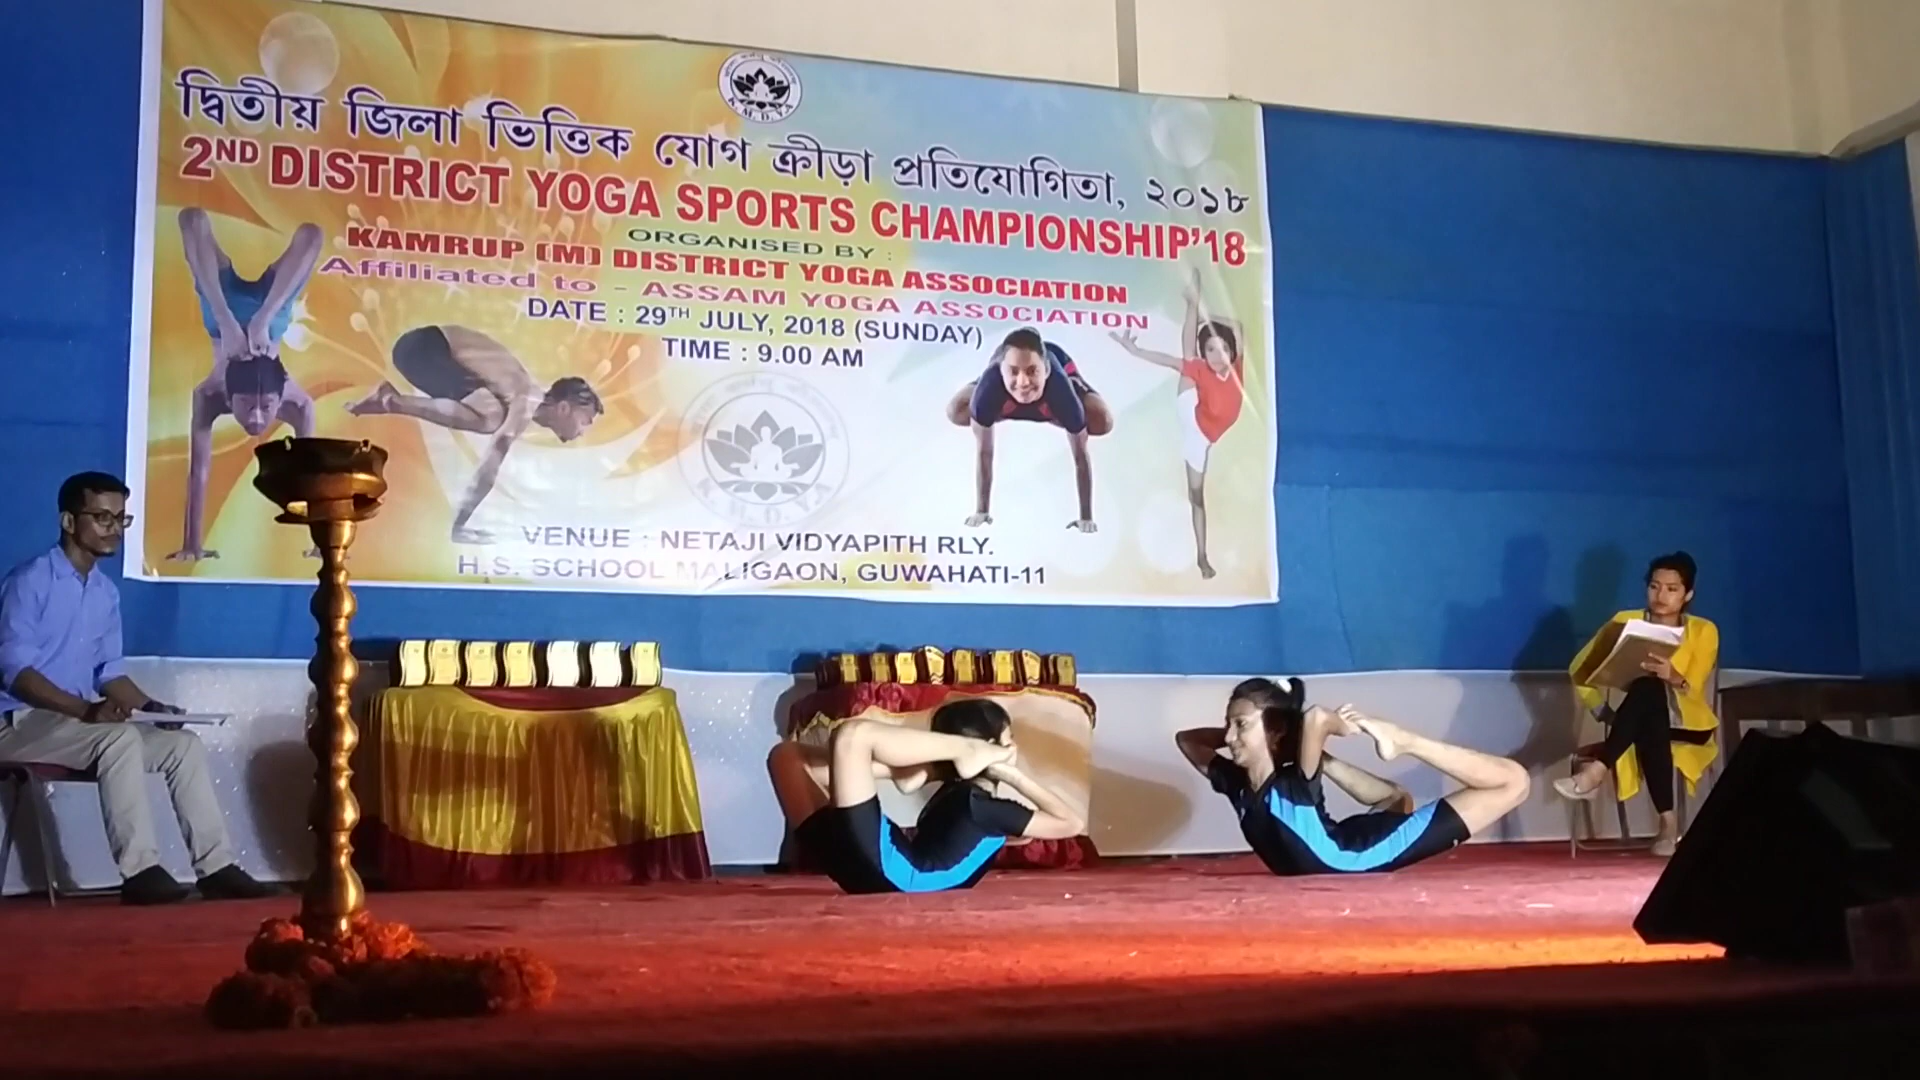 দ্বিতীয় জিলা ভিত্তিক যোগ ক্ৰীড়া প্ৰতিযোগিতা, ২০১৮
2ND DISTRICT YOGA SPORTS CHAMPIONSHIP'18
ORGANISED BY :
KAMRUP (M) DISTRICT YOGA ASSOCIATION
Affiliated to - ASSAM YOGA ASSOCIATION
DATE : 29TH JULY, 2018 (SUNDAY)
TIME : 9.00 AM
K. M. D. Y. A
VENUE : NETAJI VIDYAPITH RLY.
H.S. SCHOOL MALIGAON, GUWAHATI-11